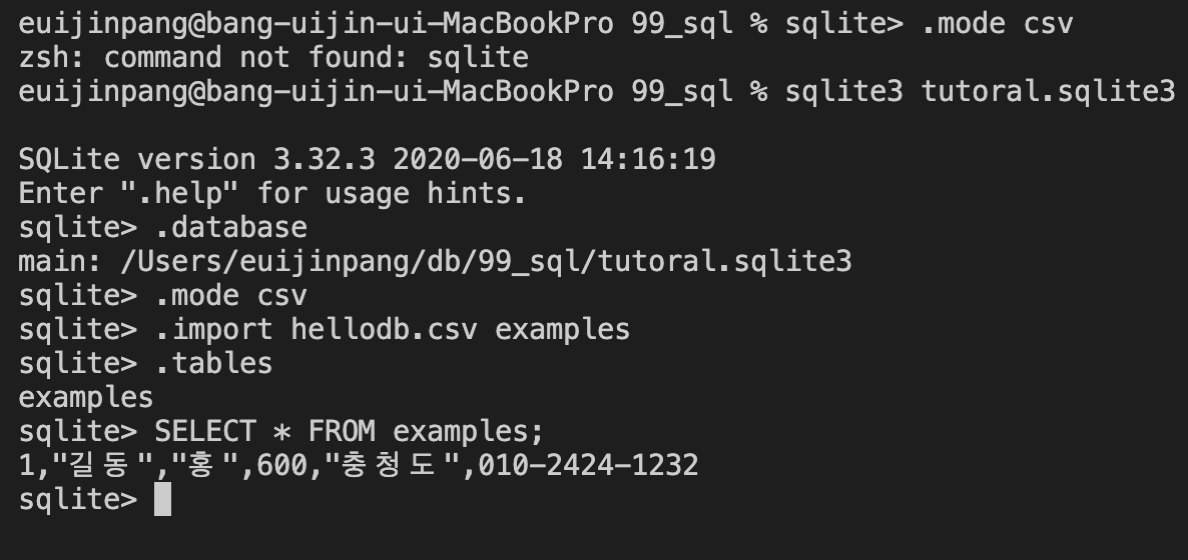 euijinpang@bang-uijin-ui-MacBookPro 99_sql % sqlite> .mode csv
zsh: command not found: sqlite
euijinpang@bang-uijin-ui-MacBookPro 99_sql % sqlite3 tutoral.sqlite3
SQLite version 3.32.3 2020-06-18 14:16:19
Enter ".help" for usage hints.
sqlite> .database
main: /Users/euijinpang/db/99_sql/tutoral.sqlite3
sqlite> .mode csv
sqlite> .import hellodb.csv examples
sqlite> .tables
examples
sqlite> SELECT * FROM examples;
1,"길동","홍",600,"충청도",010-2424-1232
sqlite>